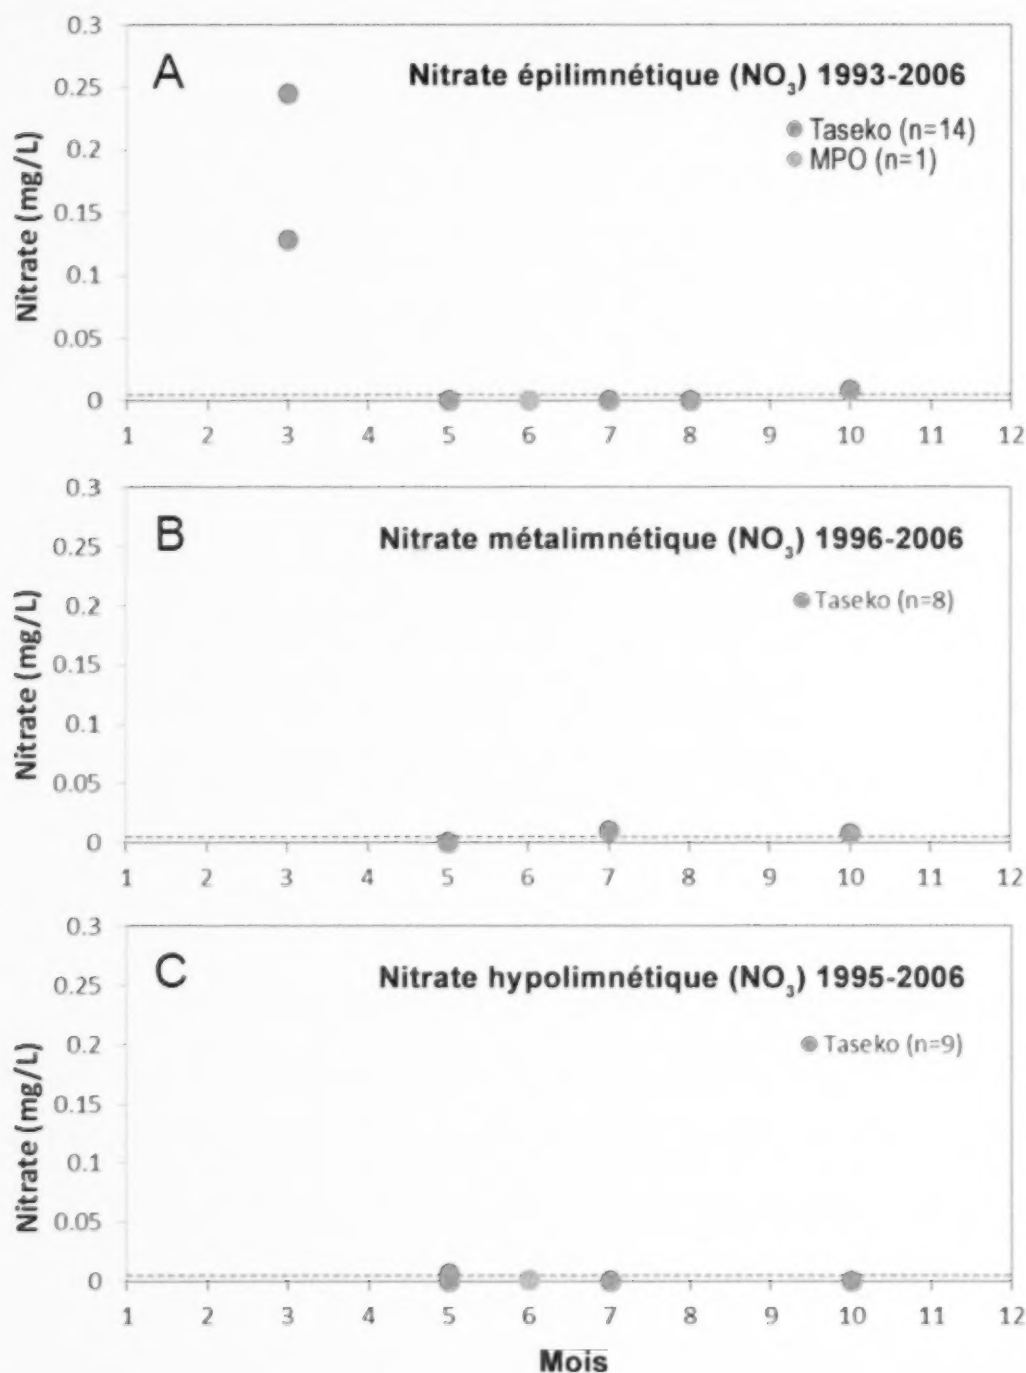 A
Nitrate épilimnétique (NO₃) 1993-2006
Taseko (n=14)
MPO (n=1)
Nitrate (mg/L)
0.3
0.25
0.2
0.15
0.1
0.05
0
1 2 3 4 5 6 7 8 9 10 11 12
B
Nitrate métalimnétique (NO₃) 1996-2006
Taseko (n=8)
Nitrate (mg/L)
0.3
0.25
0.2
0.15
0.1
0.05
0
1 2 3 4 5 6 7 8 9 10 11 12
C
Nitrate hypolimnétique (NO₃) 1995-2006
Taseko (n=9)
Nitrate (mg/L)
0.3
0.25
0.2
0.15
0.1
0.05
0
1 2 3 4 5 6 7 8 9 10 11 12
Mois